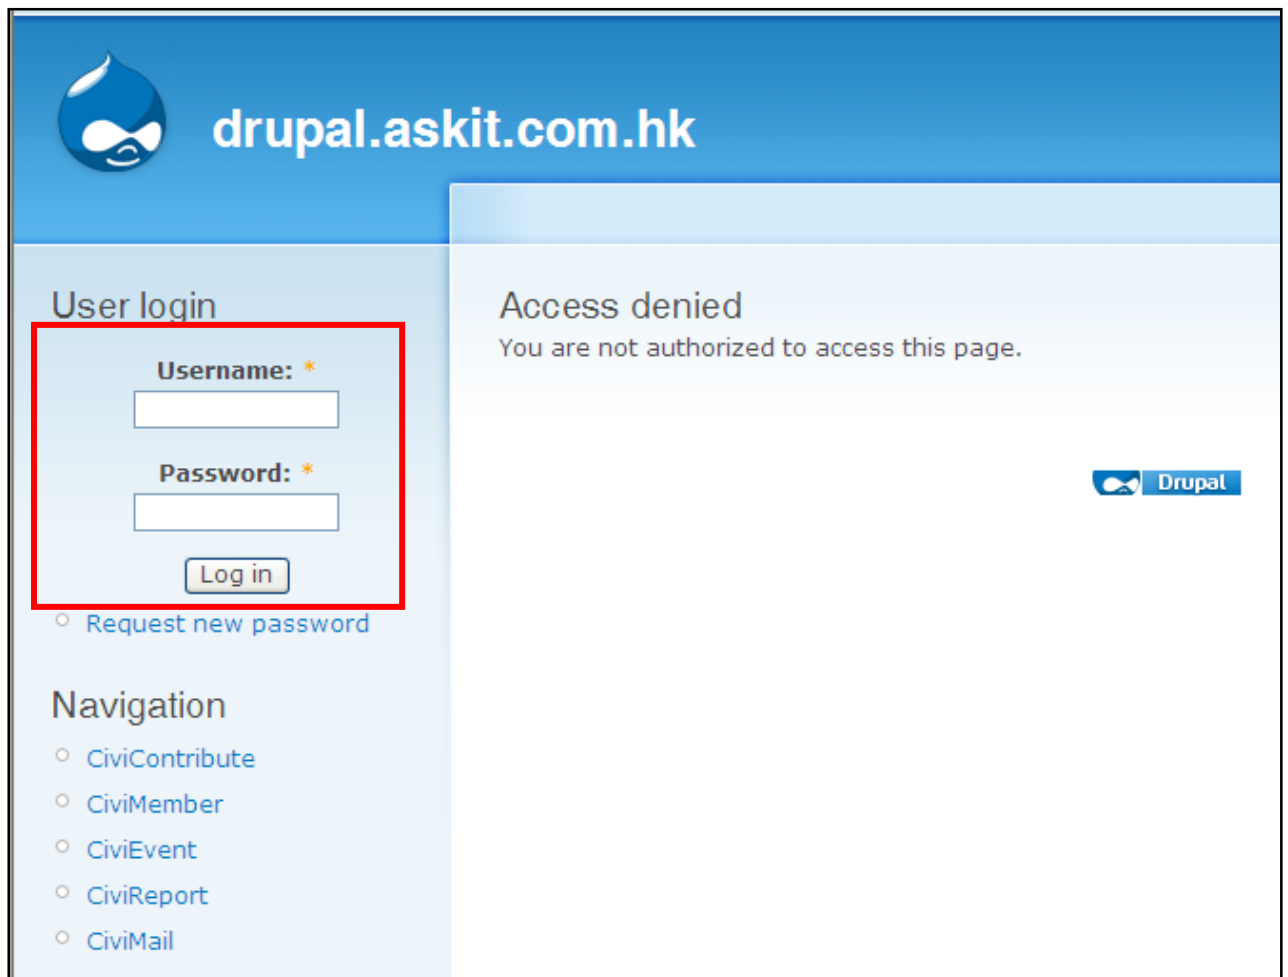 drupal.askit.com.hk
User login
Username: *
Password: *
Log in
Request new password
Navigation
CiviContribute
CiviMember
CiviEvent
CiviReport
CiviMail
Access denied
You are not authorized to access this page.
Drupal